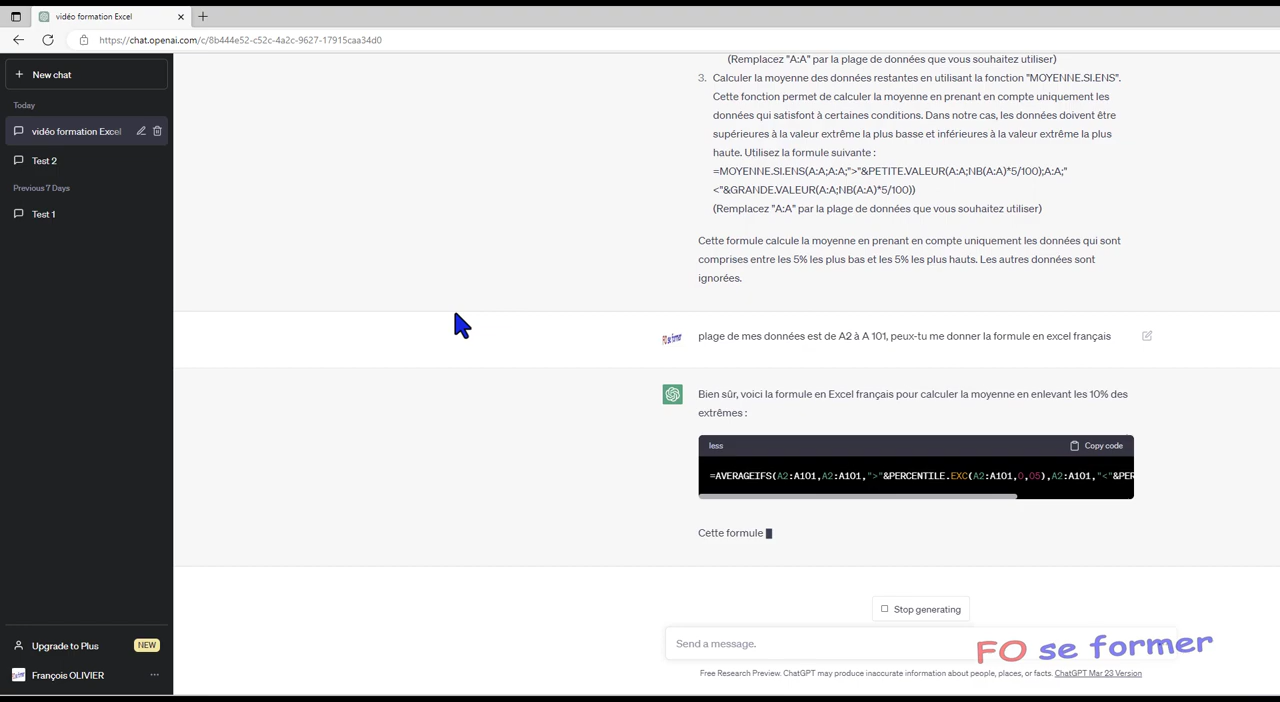 vidéo formation Excel
https://chat.openai.com/c/8b444e52-c52c-4a2c-9627-17915caa34d0
New chat
Today
vidéo formation Excel
Test 2
Previous 7 Days
Test 1
Upgrade to Plus NEW
François OLIVIER
(Remplacez "A:A" par la plage de données que vous souhaitez utiliser)
3. Calculer la moyenne des données restantes en utilisant la fonction "MOYENNE.SI.ENS".
Cette fonction permet de calculer la moyenne en prenant en compte uniquement les
données qui satisfont à certaines conditions. Dans notre cas, les données doivent être
supérieures à la valeur extrême la plus basse et inférieures à la valeur extrême la plus
haute. Utilisez la formule suivante :
=MOYENNE.SI.ENS(A:A;A:A;">"&PETITE.VALEUR(A:A;NB(A:A)*5/100);A:A;"
<"&GRANDE.VALEUR(A:A;NB(A:A)*5/100))
(Remplacez "A:A" par la plage de données que vous souhaitez utiliser)
Cette formule calcule la moyenne en prenant en compte uniquement les données qui sont
comprises entre les 5% les plus bas et les 5% les plus hauts. Les autres données sont
ignorées.
plage de mes données est de A2 à A 101, peux-tu me donner la formule en excel français
Bien sûr, voici la formule en Excel français pour calculer la moyenne en enlevant les 10% des
extrêmes :
less Copy code
=AVERAGEIFS(A2:A101,A2:A101,">"&PERCENTILE.EXC(A2:A101,0,05),A2:A101,"<"&PER
Cette formule
Stop generating
Send a message.
FO se former
Free Research Preview. ChatGPT may produce inaccurate information about people, places, or facts. ChatGPT Mar 23 Version